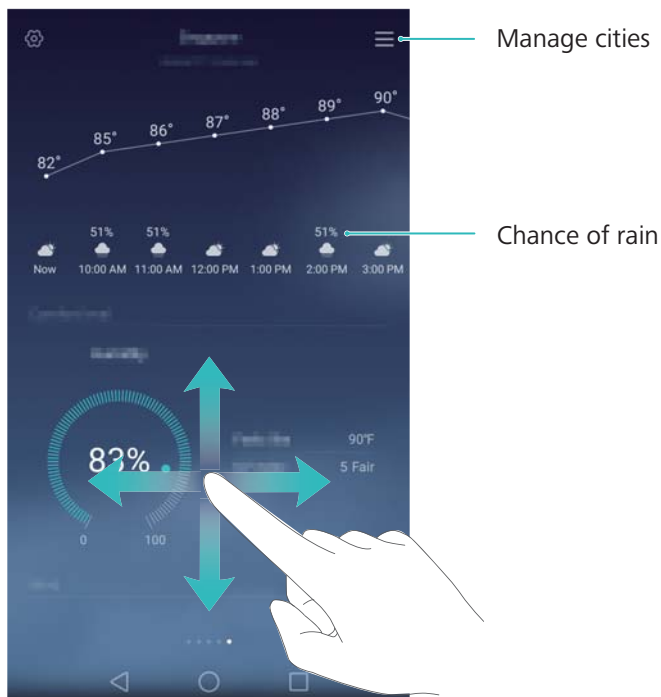 Manage cities
82° 85° 86° 87° 88° 89° 90°
51% 51% 51%
Chance of rain
Now 10:00 AM 11:00 AM 12:00 PM 1:00 PM 2:00 PM 3:00 PM
90°F
83%
5 Fair
0 100